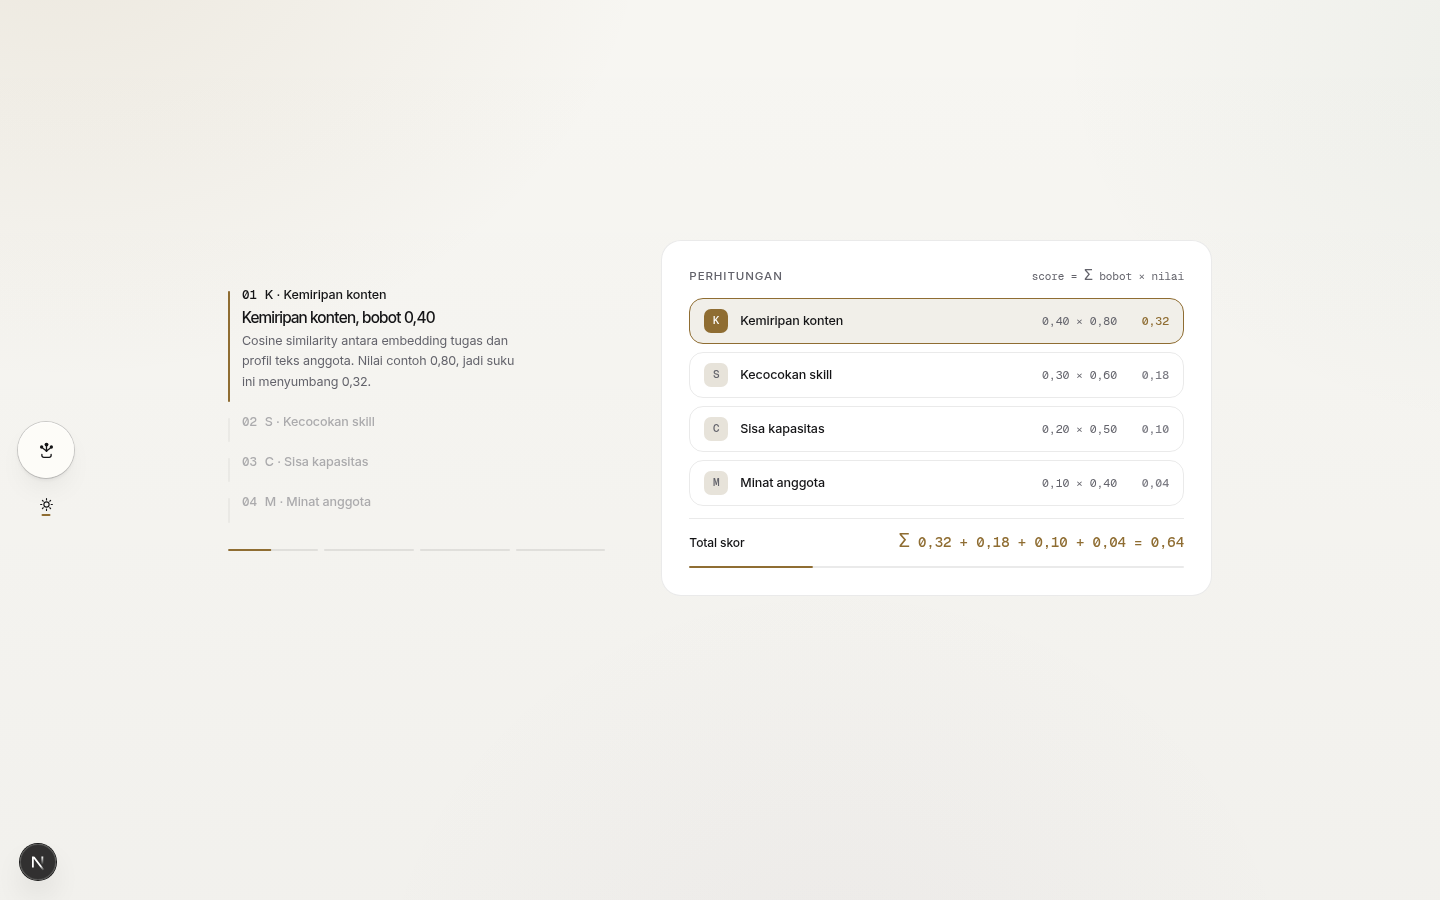 01 K · Kemiripan konten
Kemiripan konten, bobot 0,40
Cosine similarity antara embedding tugas dan
profil teks anggota. Nilai contoh 0,80, jadi suku
ini menyumbang 0,32.
02 S · Kecocokan skill
03 C · Sisa kapasitas
04 M · Minat anggota
PERHITUNGAN
score = Σ bobot × nilai
K Kemiripan konten 0,40 × 0,80 0,32
S Kecocokan skill 0,30 × 0,60 0,18
C Sisa kapasitas 0,20 × 0,50 0,10
M Minat anggota 0,10 × 0,40 0,04
Total skor Σ 0,32 + 0,18 + 0,10 + 0,04 = 0,64
N